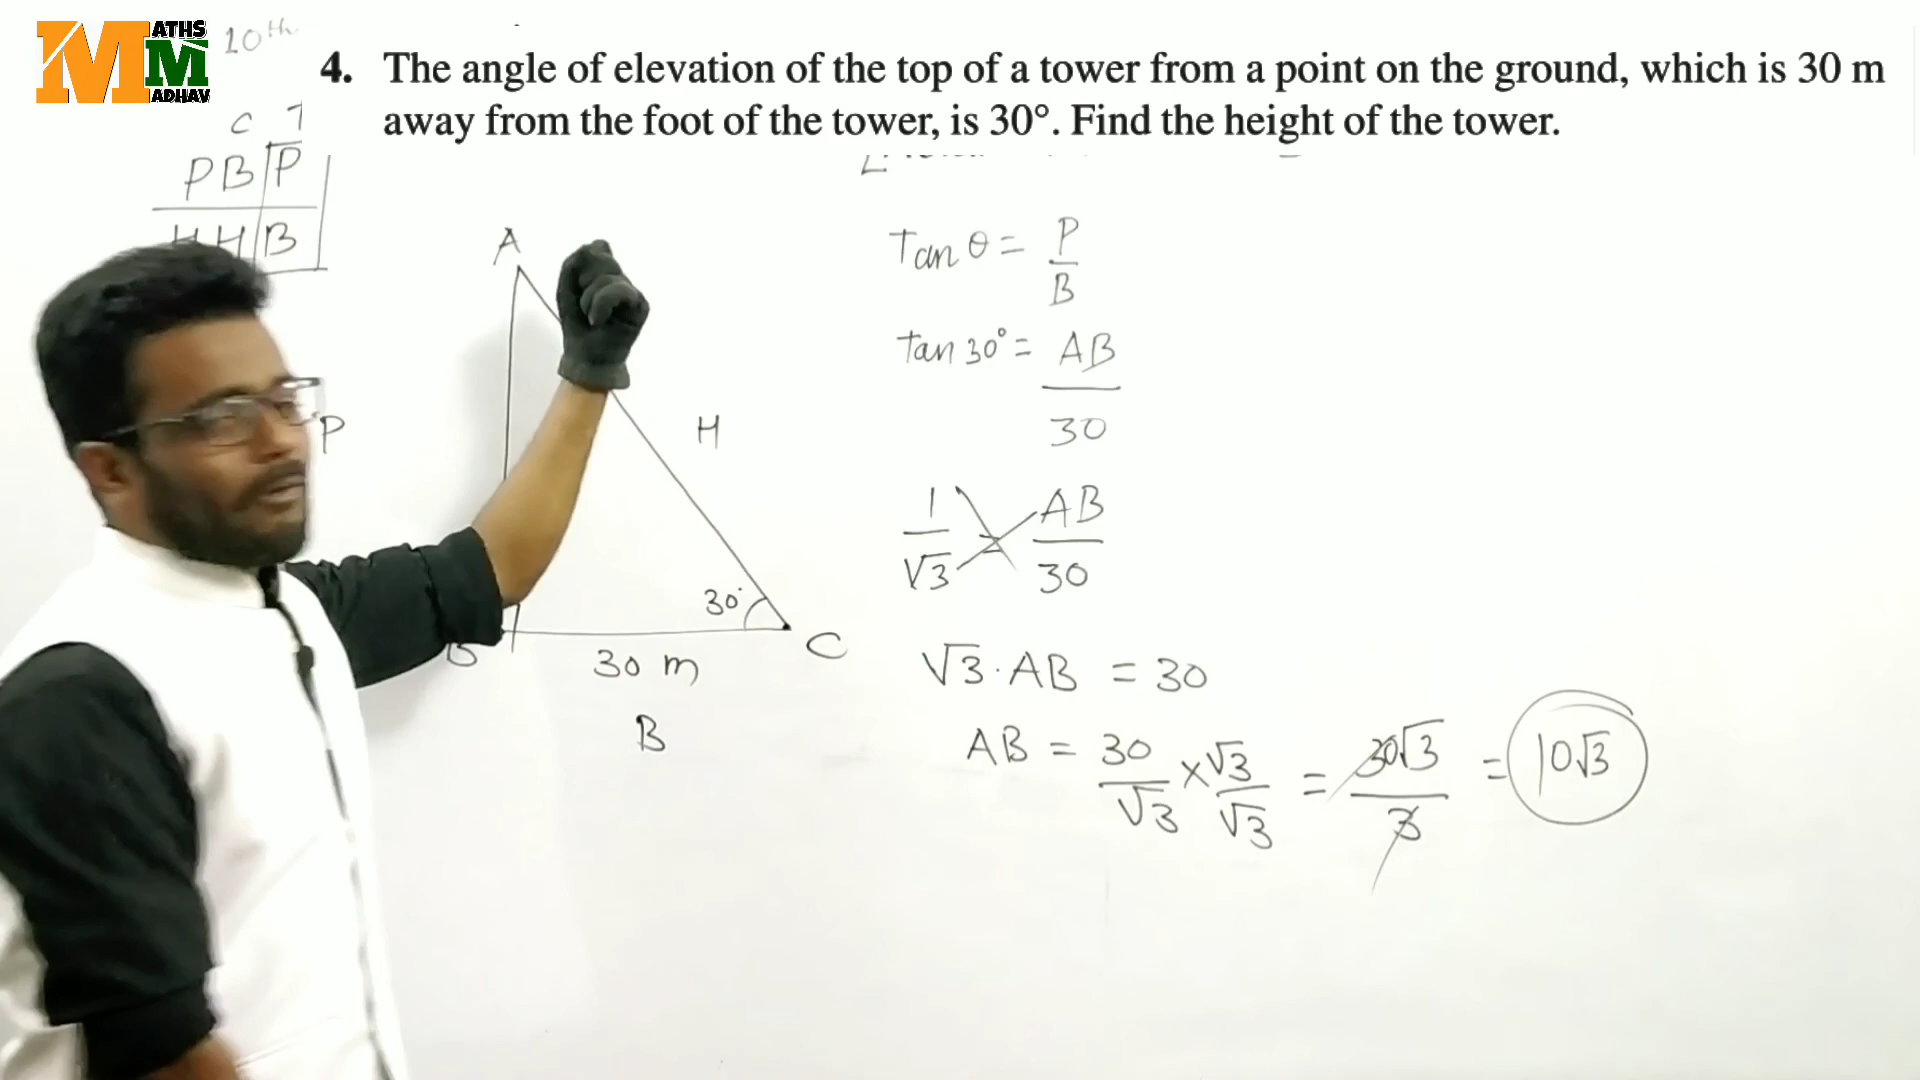 MATHS
MADHAV
10th
4. The angle of elevation of the top of a tower from a point on the ground, which is 30 m
away from the foot of the tower, is 30°. Find the height of the tower.
C T
P B P
H H B
A
P
H
30°
B
C
30 m
B
Tan θ = P/B
tan 30° = AB/30
1/√3 = AB/30
√3 · AB = 30
AB = 30/√3 × √3/√3 = 30√3/3 = 10√3